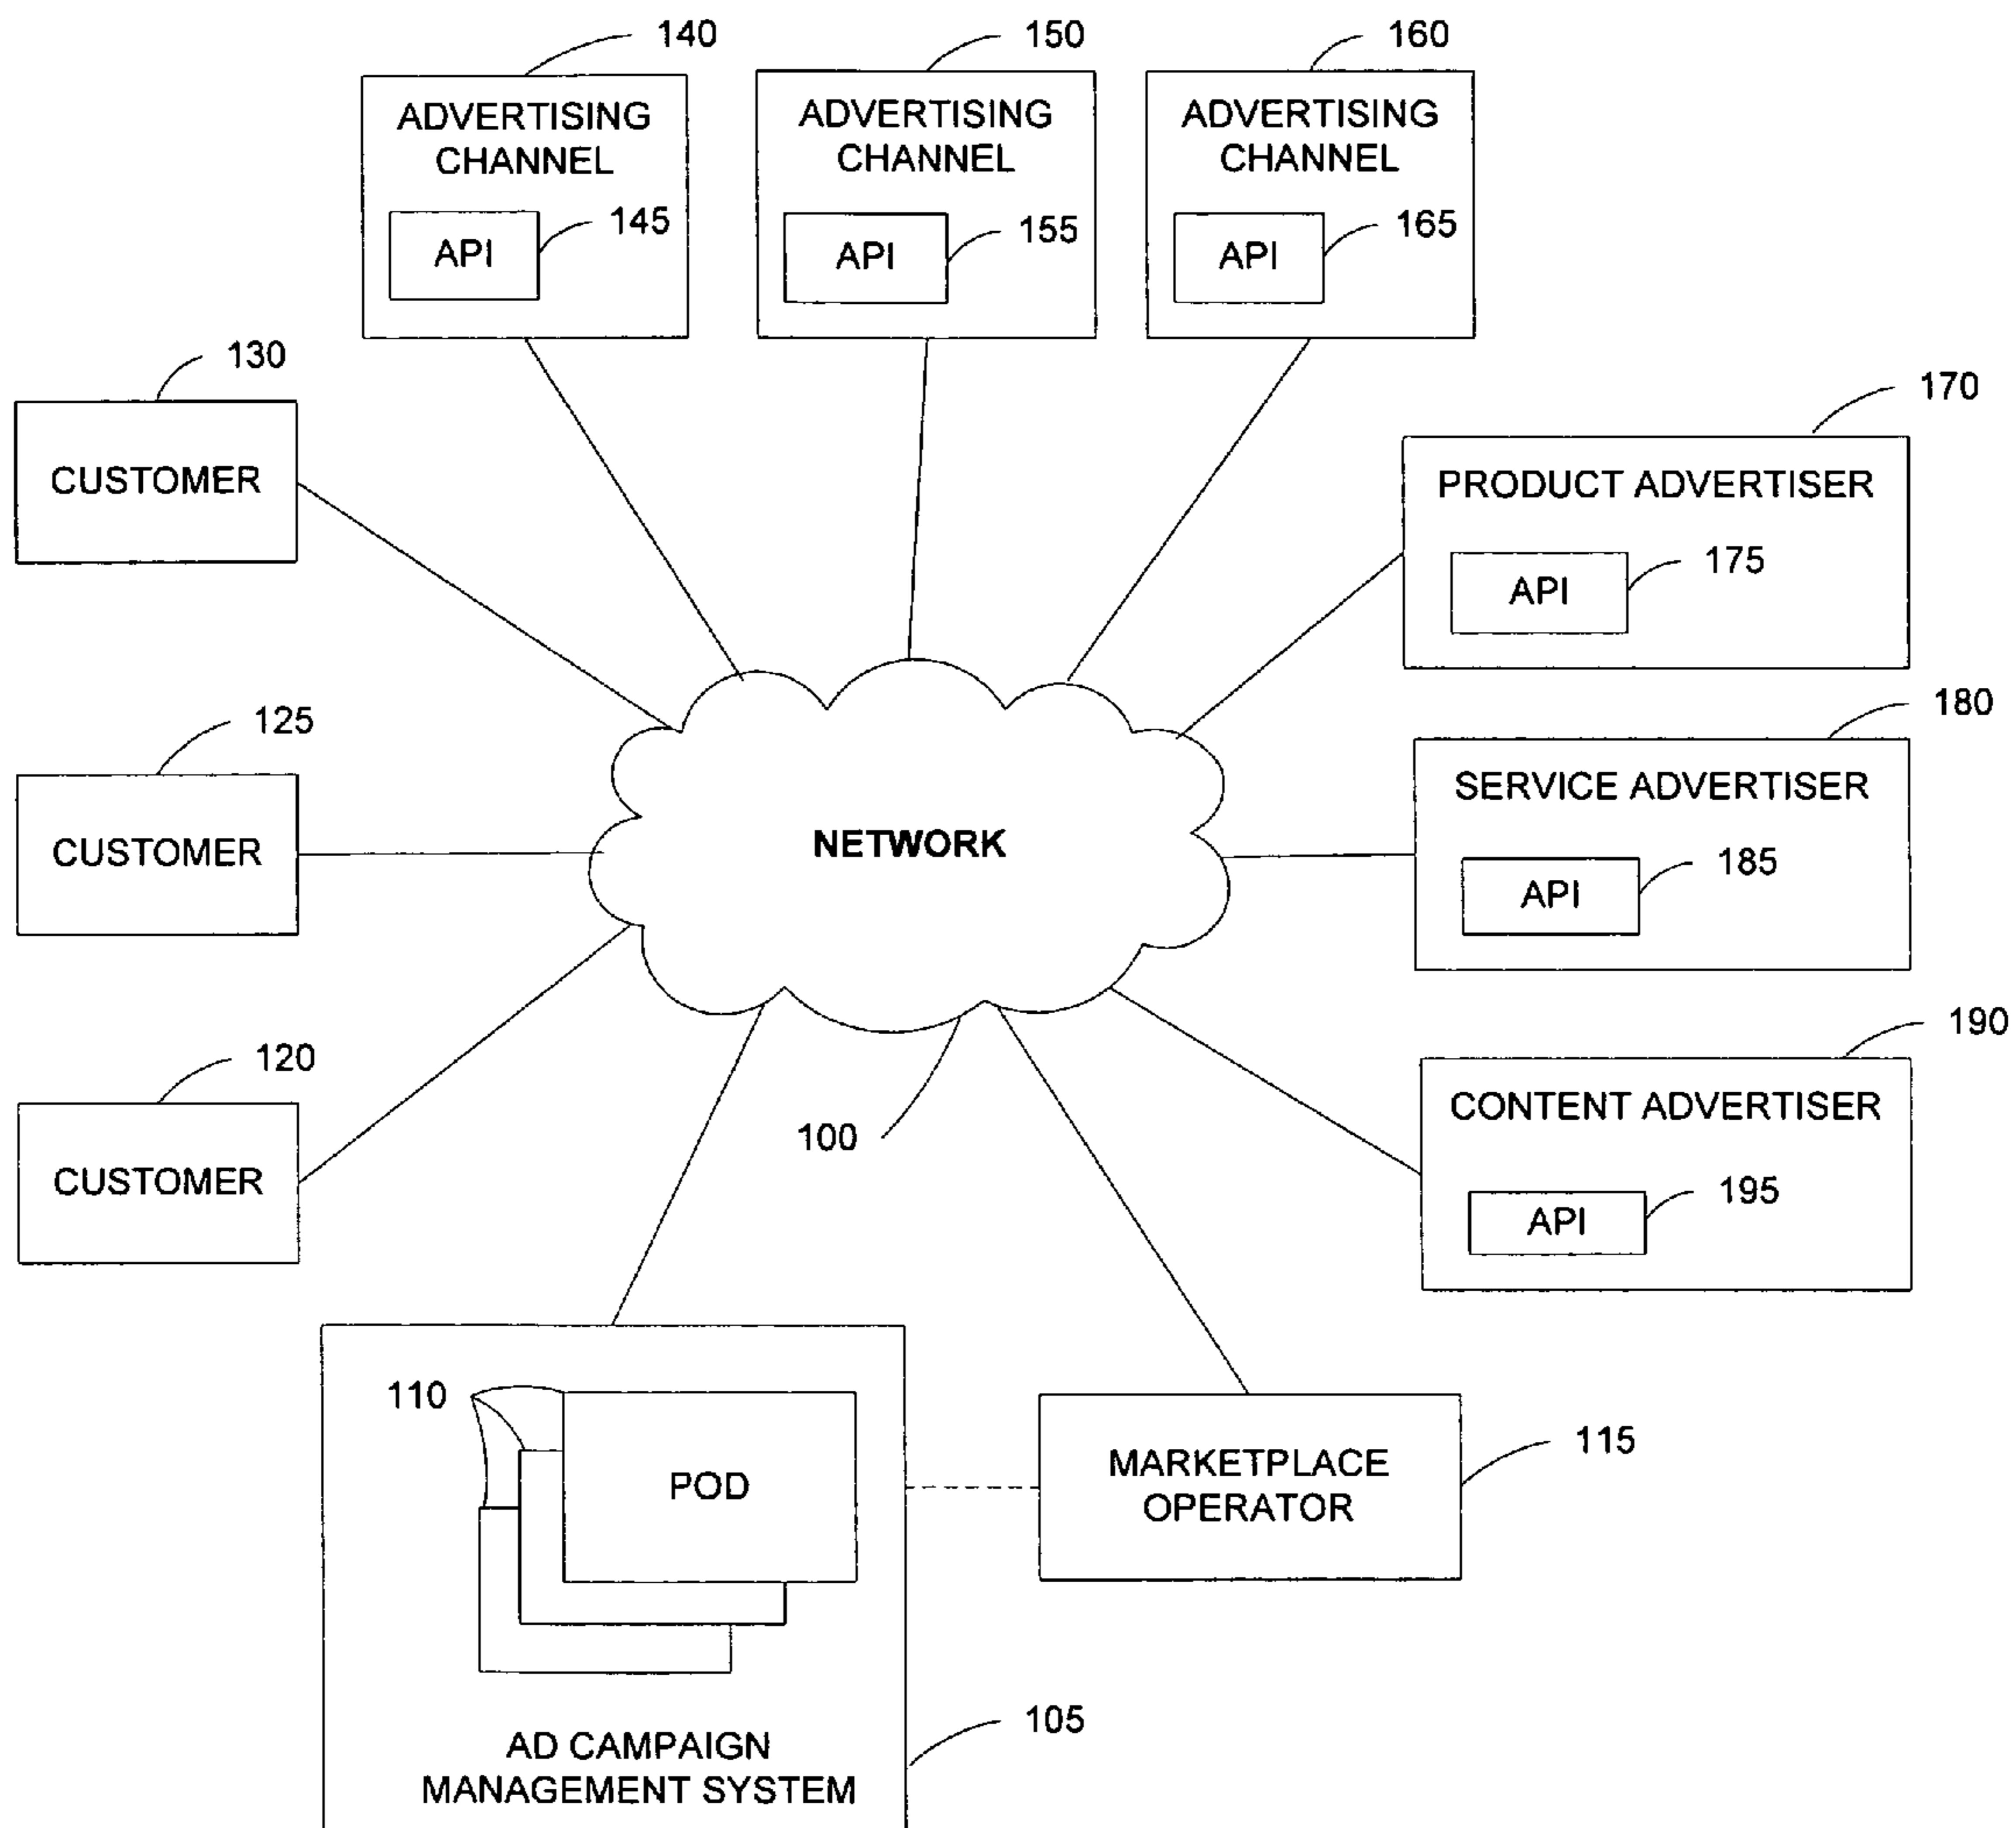 140
150
160
ADVERTISING
CHANNEL
API
145
ADVERTISING
CHANNEL
API
155
ADVERTISING
CHANNEL
API
165
130
CUSTOMER
170
PRODUCT ADVERTISER
API
175
125
CUSTOMER
NETWORK
100
180
SERVICE ADVERTISER
API
185
120
CUSTOMER
190
CONTENT ADVERTISER
API
195
110
POD
AD CAMPAIGN
MANAGEMENT SYSTEM
105
MARKETPLACE
OPERATOR
115